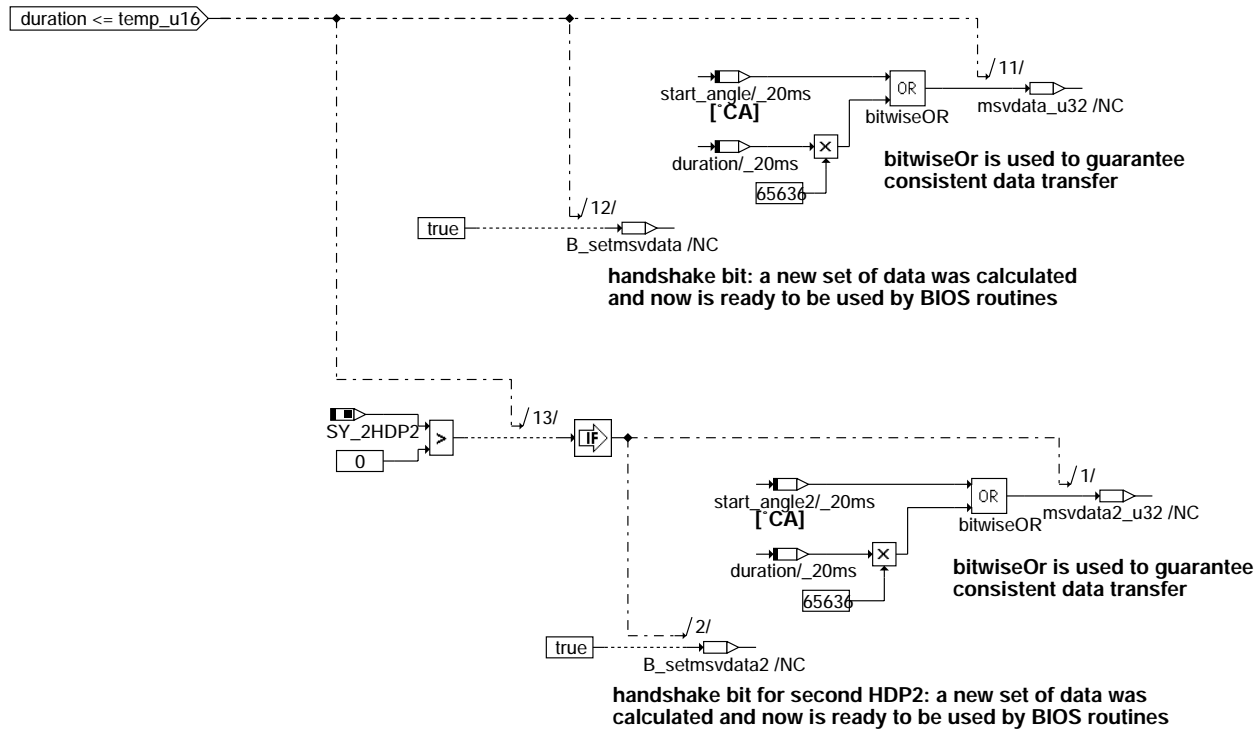 duration <= temp_u16
/11/
start_angle/_20ms
[°CA]
OR
bitwiseOR
msvdata_u32 /NC
duration/_20ms
×
65636
bitwiseOr is used to guarantee
consistent data transfer
/12/
true
B_setmsvdata /NC
handshake bit: a new set of data was calculated
and now is ready to be used by BIOS routines
/13/
SY_2HDP2
>
0
IF
/1/
start_angle2/_20ms
[°CA]
OR
bitwiseOR
msvdata2_u32 /NC
duration/_20ms
×
65636
bitwiseOr is used to guarantee
consistent data transfer
/2/
true
B_setmsvdata2 /NC
handshake bit for second HDP2: a new set of data was
calculated and now is ready to be used by BIOS routines